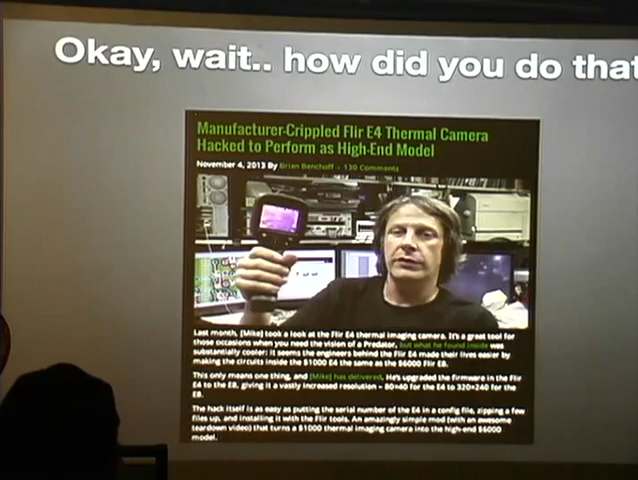 Okay, wait.. how did you do that
Manufacturer-Crippled Flir E4 Thermal Camera
Hacked to Perform as High-End Model
November 4, 2013 By Brian Benchoff - 130 Comments
Last month, [Mike] took a look at the Flir E4 thermal imaging camera. It's a great tool for
those occasions when you need the vision of a Predator, but what he found inside was
substantially cooler: it seems the engineers behind the Flir E4 made their lives easier by
making the circuits inside the $1000 E4 the same as the $6000 Flir E8.
This only means one thing, and [Mike] has delivered. He's upgraded the firmware in the Flir
E4 to the E8, giving it a vastly increased resolution – 80×60 for the E4 to 320×240 for the
E8.
The hack itself is as easy as putting the serial number of the E4 in a config file, zipping a few
files up, and installing it with the Flir tools. An amazingly simple mod (with an awesome
teardown video) that turns a $1000 thermal imaging camera into the high-end $6000
model.